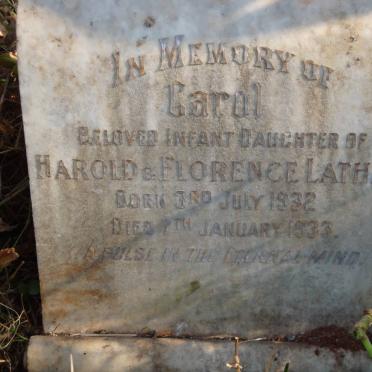 In Memory of
Carol
Beloved Infant Daughter of
Harold & Florence Lath
Born 3rd July 1932
Died 7th January 1933.
A pulse in the eternal mind.